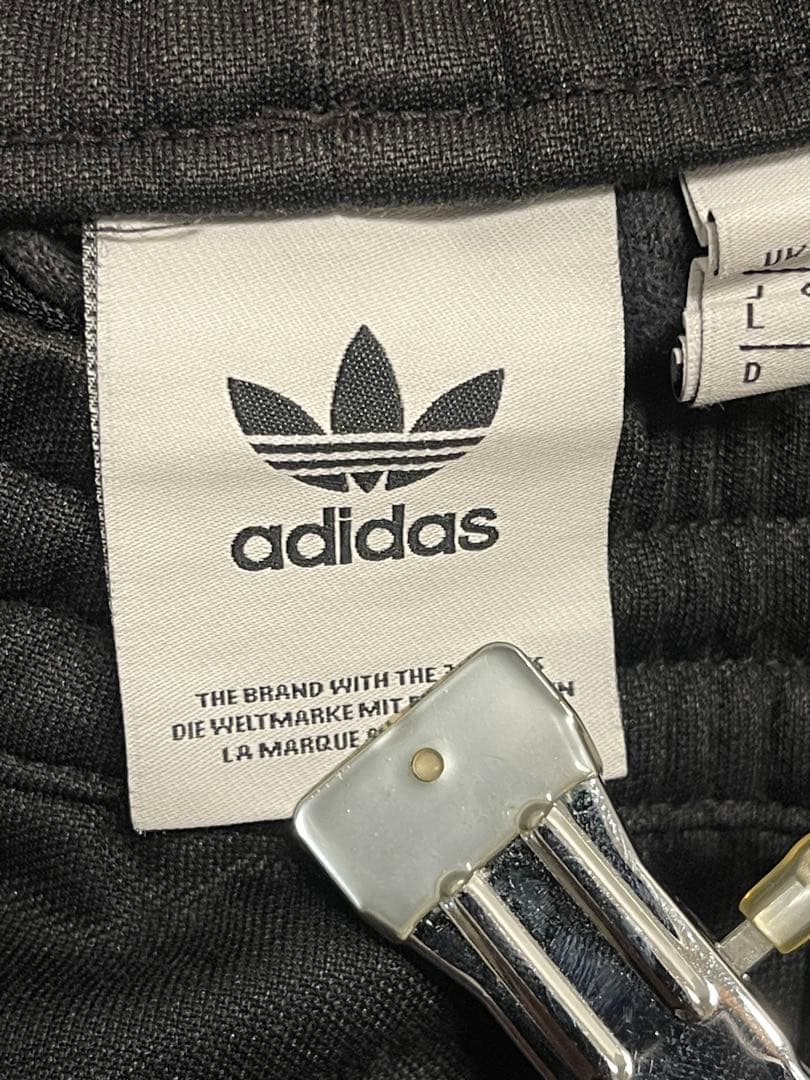 adidas
THE BRAND WITH THE
DIE WELTMARKE MIT
LA MARQUE
J
L
D